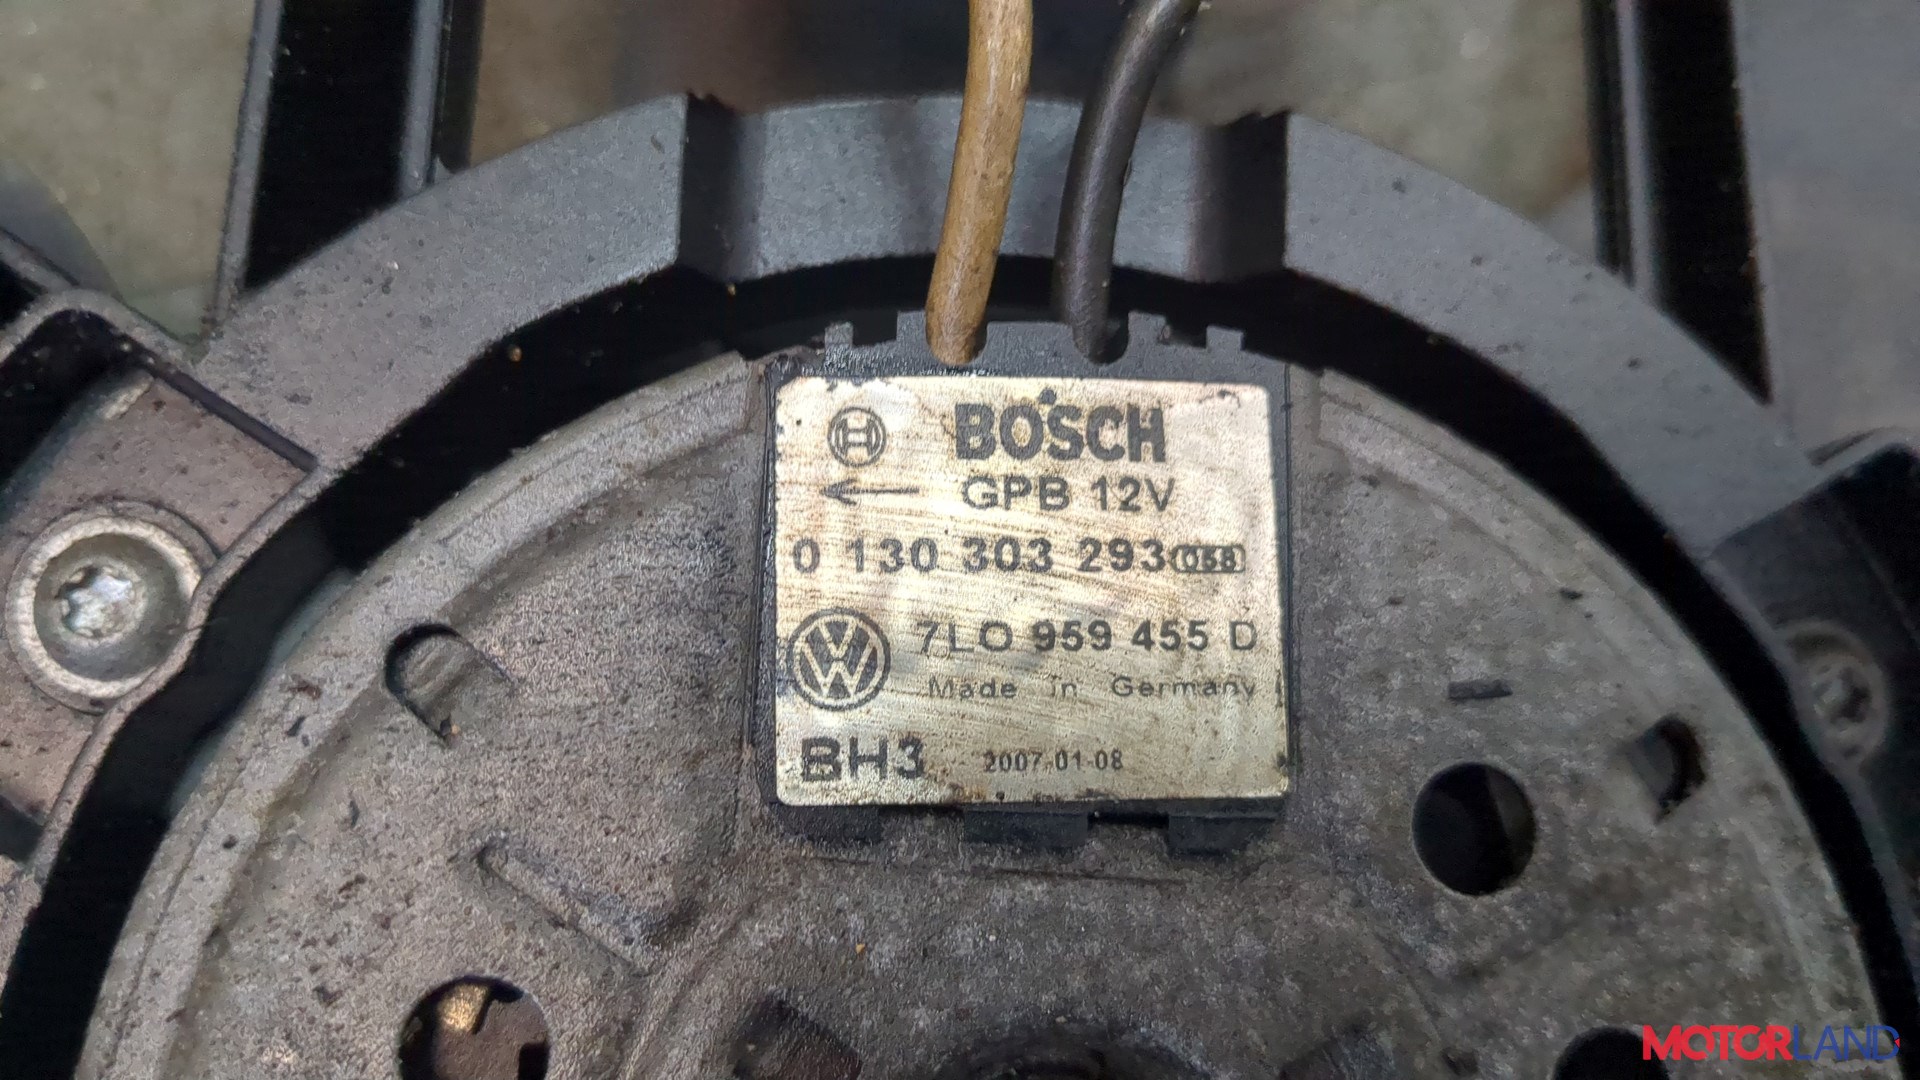 BOSCH
GPB 12V
0 130 303 293 058
7L0 959 455 D
Made in Germany
BH3 2007.01.08
MOTORLAND